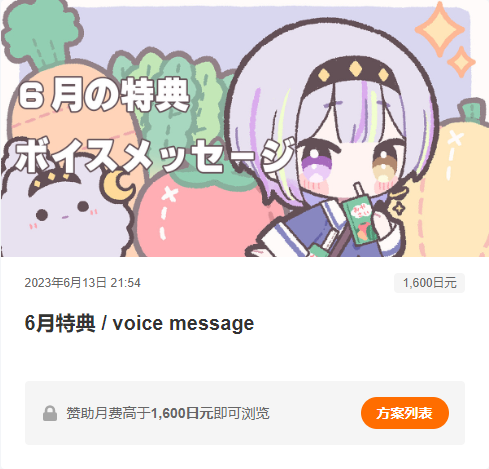 6月の特典
ボイスメッセージ
2023年6月13日 21:54
1,600日元
6月特典 / voice message
赞助月费高于1,600日元即可浏览
方案列表